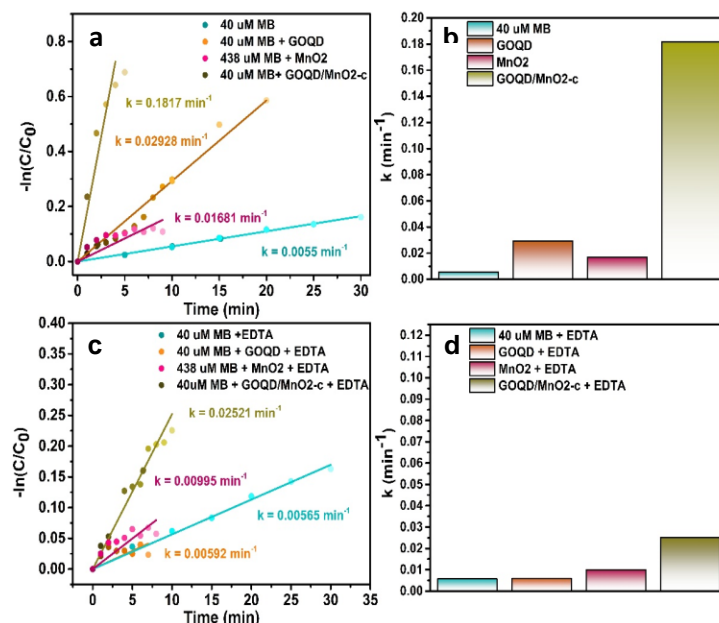 a
40 uM MB
40 uM MB + GOQD
438 uM MB + MnO2
40 uM MB+ GOQD/MnO2-c
k = 0.1817 min⁻¹
k = 0.02928 min⁻¹
k = 0.01681 min⁻¹
k = 0.0055 min⁻¹
-ln(C/C₀)
0.8
0.6
0.4
0.2
0.0
0 5 10 15 20 25 30
Time (min)
b
40 uM MB
GOQD
MnO2
GOQD/MnO2-c
k (min⁻¹)
0.20
0.18
0.16
0.14
0.12
0.10
0.08
0.06
0.04
0.02
0.00
c
40 uM MB +EDTA
40 uM MB + GOQD + EDTA
438 uM MB + MnO2 + EDTA
40uM MB + GOQD/MnO2-c + EDTA
k = 0.02521 min⁻¹
k = 0.00995 min⁻¹
k = 0.00565 min⁻¹
k = 0.00592 min⁻¹
-ln(C/C₀)
0.40
0.35
0.30
0.25
0.20
0.15
0.10
0.05
0.00
0 5 10 15 20 25 30 35
Time (min)
d
40 uM MB + EDTA
GOQD + EDTA
MnO2 + EDTA
GOQD/MnO2-c + EDTA
k (min⁻¹)
0.12
0.11
0.10
0.09
0.08
0.07
0.06
0.05
0.04
0.03
0.02
0.01
0.00